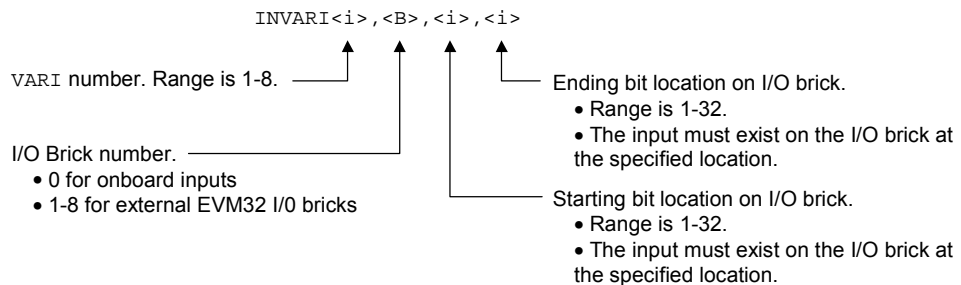 INVARI<i>,<B>,<i>,<i>
VARI number. Range is 1-8.
I/O Brick number.
• 0 for onboard inputs
• 1-8 for external EVM32 I/0 bricks
Ending bit location on I/O brick.
• Range is 1-32.
• The input must exist on the I/O brick at
the specified location.
Starting bit location on I/O brick.
• Range is 1-32.
• The input must exist on the I/O brick at
the specified location.